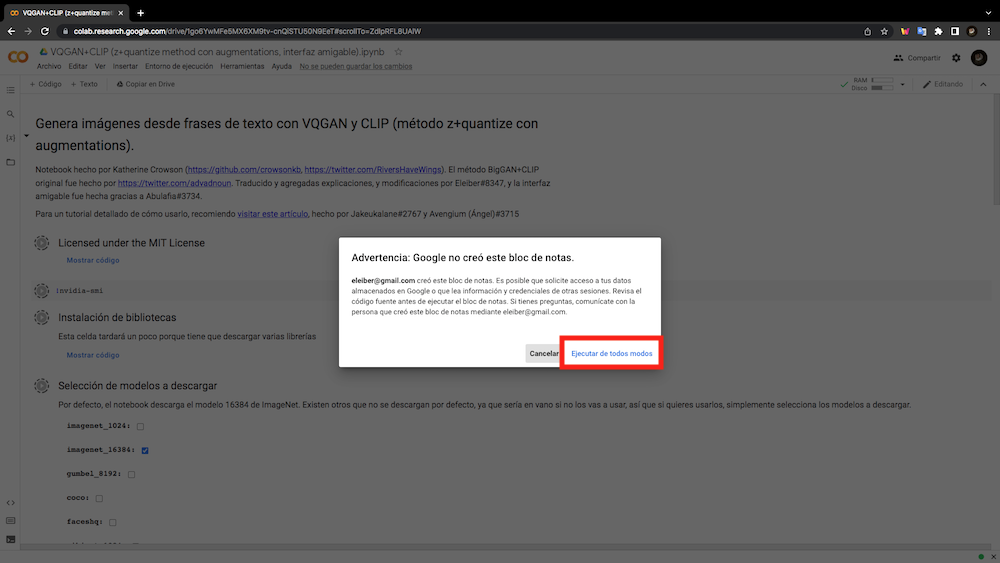 VQGAN+CLIP (z+quantize me
colab.research.google.com/drive/1go6YwMFe5MX6XM9tv-cnQiSTU50N9EeT#scrollTo=ZdlpRFL8UAlW
VQGAN+CLIP (z+quantize method con augmentations, interfaz amigable).ipynb
Archivo Editar Ver Insertar Entorno de ejecución Herramientas Ayuda No se pueden guardar los cambios
Compartir
+ Código + Texto Copiar en Drive
RAM
Disco
Editando
Genera imágenes desde frases de texto con VQGAN y CLIP (método z+quantize con
augmentations).
Notebook hecho por Katherine Crowson (https://github.com/crowsonkb, https://twitter.com/RiversHaveWings). El método BigGAN+CLIP
original fue hecho por https://twitter.com/advadnoun. Traducido y agregadas explicaciones, y modificaciones por Eleiber#8347, y la interfaz
amigable fue hecha gracias a Abulafia#3734.
Para un tutorial detallado de cómo usarlo, recomiendo visitar este artículo, hecho por Jakeukalane#2767 y Avengium (Ángel)#3715
Licensed under the MIT License
Mostrar código
!nvidia-smi
Instalación de bibliotecas
Esta celda tardará un poco porque tiene que descargar varias librerías
Mostrar código
Selección de modelos a descargar
Por defecto, el notebook descarga el modelo 16384 de ImageNet. Existen otros que no se descargan por defecto, ya que sería en vano si no los vas a usar, así que si quieres usarlos, simplemente selecciona los modelos a descargar.
imagenet_1024:
imagenet_16384:
gumbel_8192:
coco:
faceshq:
Advertencia: Google no creó este bloc de notas.
eleiber@gmail.com creó este bloc de notas. Es posible que solicite acceso a tus datos
almacenados en Google o que lea información y credenciales de otras sesiones. Revisa el
código fuente antes de ejecutar el bloc de notas. Si tienes preguntas, comunícate con la
persona que creó este bloc de notas mediante eleiber@gmail.com.
Cancelar Ejecutar de todos modos